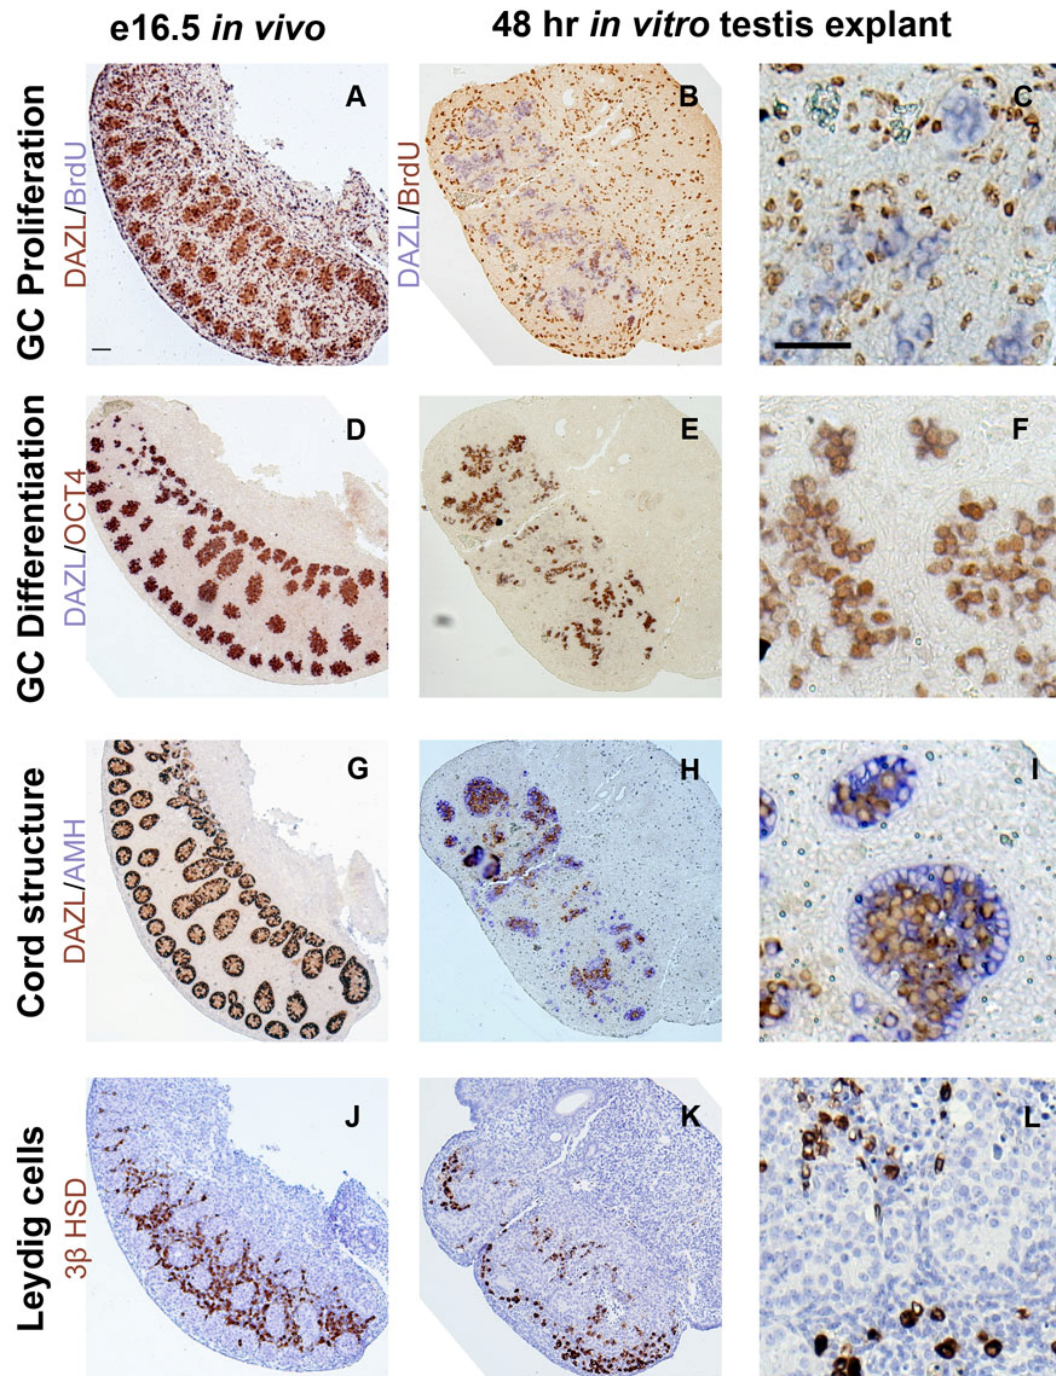 e16.5 in vivo
48 hr in vitro testis explant
GC Proliferation
DAZL/BrdU
A
DAZL/BrdU
B
C
GC Differentiation
DAZL/OCT4
D
E
F
Cord structure
DAZL/AMH
G
H
I
Leydig cells
3β HSD
J
K
L